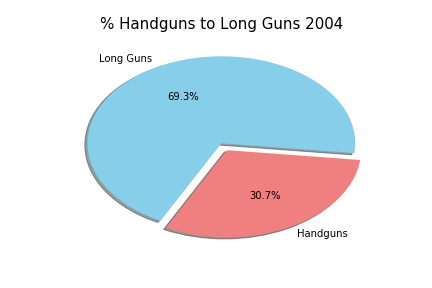 % Handguns to Long Guns 2004
Long Guns
69.3%
30.7%
Handguns